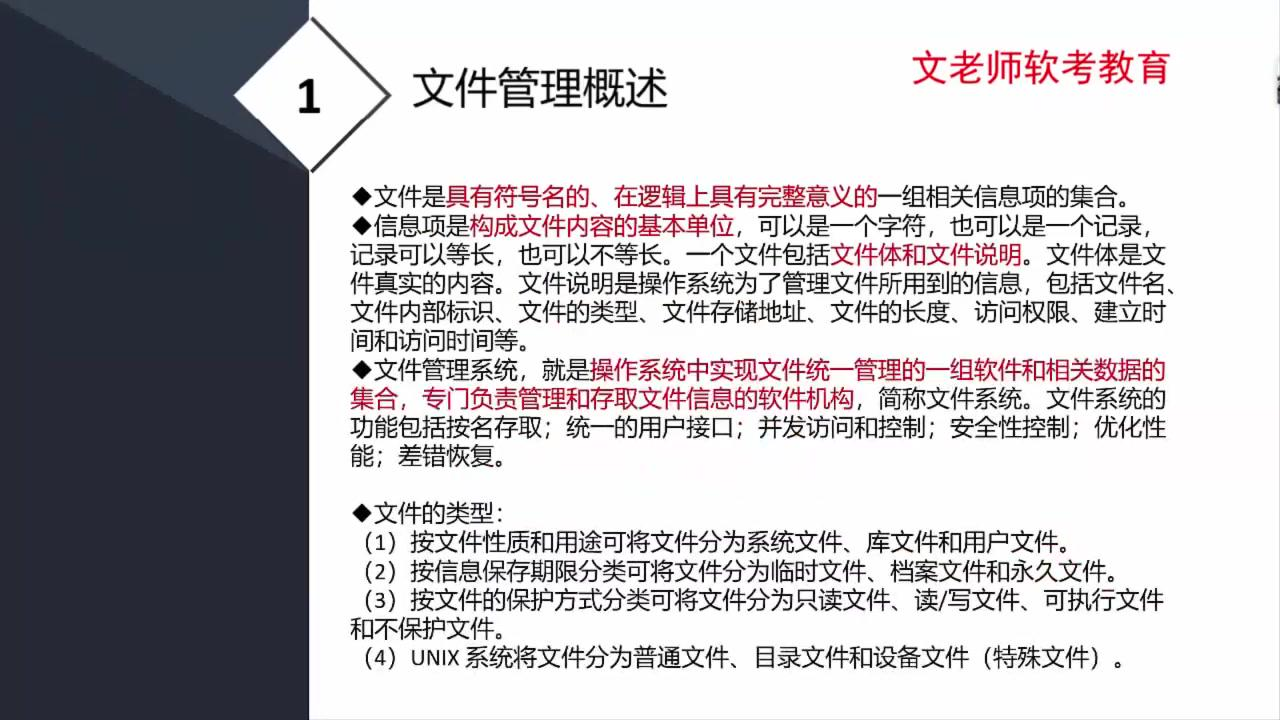 1
文件管理概述
文老师软考教育
◆文件是具有符号名的、在逻辑上具有完整意义的一组相关信息项的集合。
◆信息项是构成文件内容的基本单位，可以是一个字符，也可以是一个记录，
记录可以等长，也可以不等长。一个文件包括文件体和文件说明。文件体是文
件真实的内容。文件说明是操作系统为了管理文件所用到的信息，包括文件名、
文件内部标识、文件的类型、文件存储地址、文件的长度、访问权限、建立时
间和访问时间等。
◆文件管理系统，就是操作系统中实现文件统一管理的一组软件和相关数据的
集合，专门负责管理和存取文件信息的软件机构，简称文件系统。文件系统的
功能包括按名存取；统一的用户接口；并发访问和控制；安全性控制；优化性
能；差错恢复。
◆文件的类型：
（1）按文件性质和用途可将文件分为系统文件、库文件和用户文件。
（2）按信息保存期限分类可将文件分为临时文件、档案文件和永久文件。
（3）按文件的保护方式分类可将文件分为只读文件、读/写文件、可执行文件
和不保护文件。
（4）UNIX 系统将文件分为普通文件、目录文件和设备文件（特殊文件）。